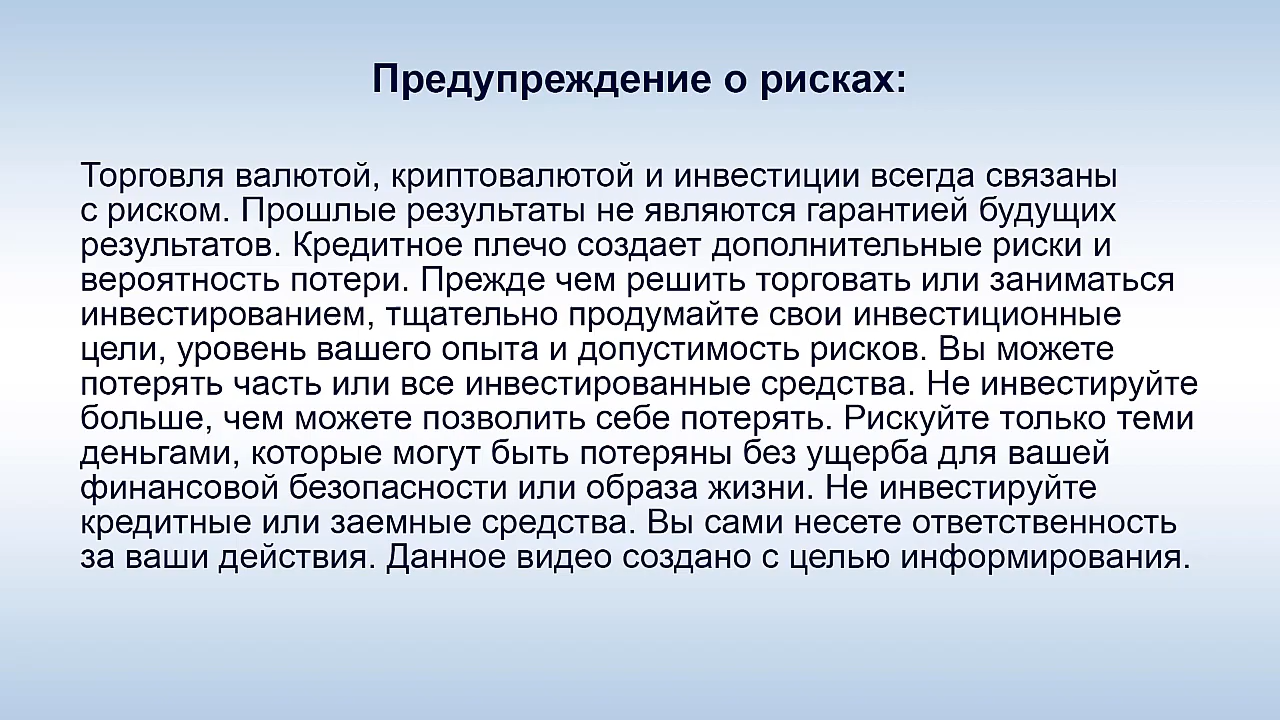 Предупреждение о рисках:
Торговля валютой, криптовалютой и инвестиции всегда связаны
с риском. Прошлые результаты не являются гарантией будущих
результатов. Кредитное плечо создает дополнительные риски и
вероятность потери. Прежде чем решить торговать или заниматься
инвестированием, тщательно продумайте свои инвестиционные
цели, уровень вашего опыта и допустимость рисков. Вы можете
потерять часть или все инвестированные средства. Не инвестируйте
больше, чем можете позволить себе потерять. Рискуйте только теми
деньгами, которые могут быть потеряны без ущерба для вашей
финансовой безопасности или образа жизни. Не инвестируйте
кредитные или заемные средства. Вы сами несете ответственность
за ваши действия. Данное видео создано с целью информирования.